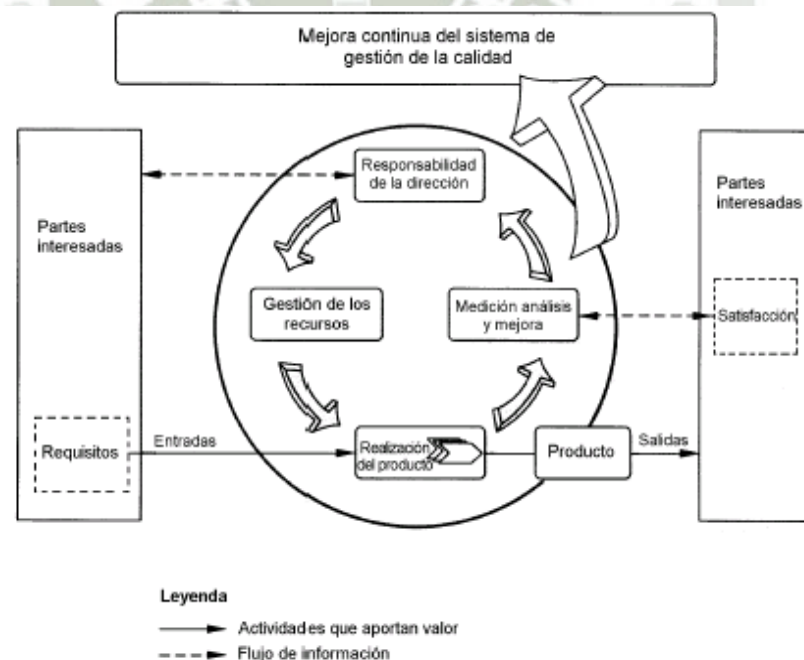 Mejora continua del sistema de
gestión de la calidad
Responsabilidad
de la dirección
Partes
interesadas
Partes
interesadas
Gestión de los
recursos
Medición análisis
y mejora
Satisfacción
Requisitos
Entradas
Realización
del producto
Producto
Salidas
Leyenda
Actividades que aportan valor
Flujo de información